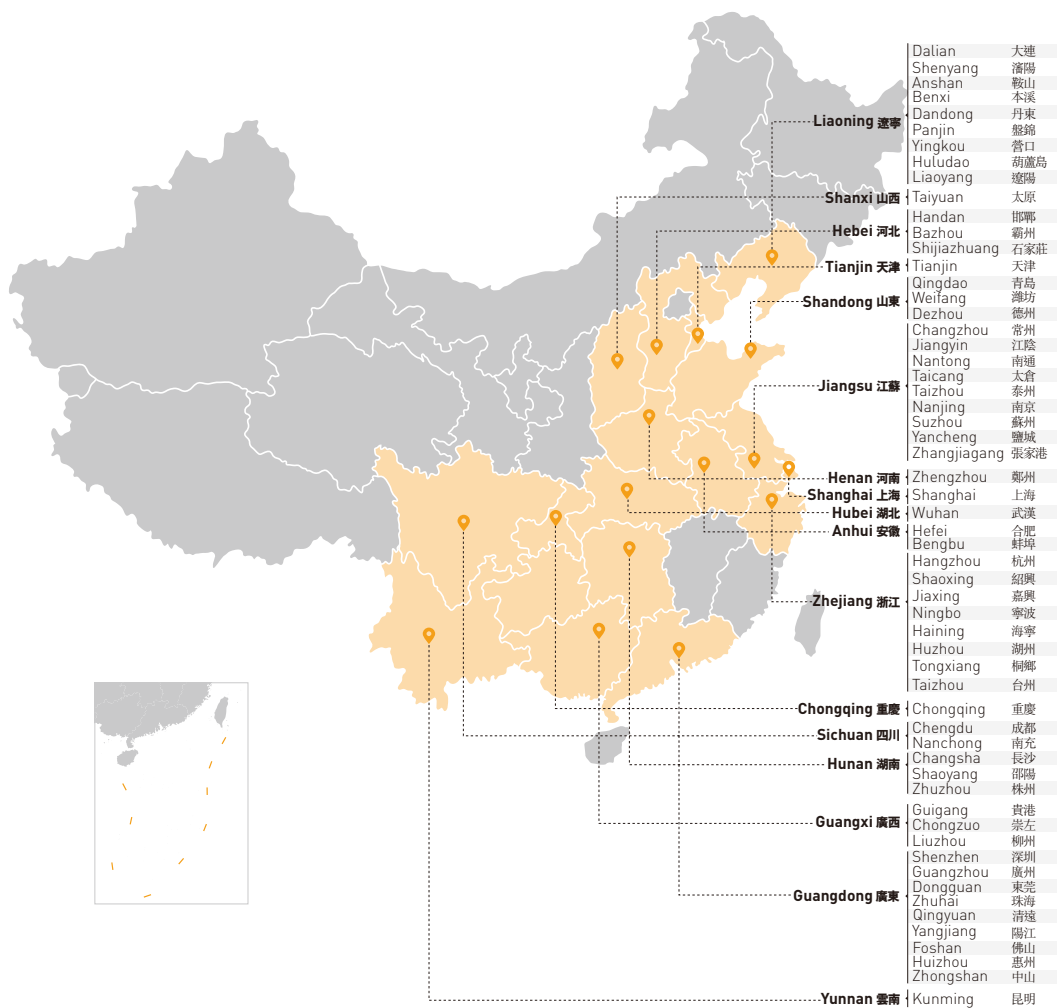 Liaoning 遼寧
Dalian 大連
Shenyang 瀋陽
Anshan 鞍山
Benxi 本溪
Dandong 丹東
Panjin 盤錦
Yingkou 營口
Huludao 葫蘆島
Liaoyang 遼陽
Shanxi 山西
Taiyuan 太原
Hebei 河北
Handan 邯鄲
Bazhou 霸州
Shijiazhuang 石家莊
Tianjin 天津
Tianjin 天津
Shandong 山東
Qingdao 青島
Weifang 濰坊
Dezhou 德州
Jiangsu 江蘇
Changzhou 常州
Jiangyin 江陰
Nantong 南通
Taicang 太倉
Taizhou 泰州
Nanjing 南京
Suzhou 蘇州
Yancheng 鹽城
Zhangjiagang 張家港
Henan 河南
Zhengzhou 鄭州
Shanghai 上海
Shanghai 上海
Hubei 湖北
Wuhan 武漢
Anhui 安徽
Hefei 合肥
Bengbu 蚌埠
Zhejiang 浙江
Hangzhou 杭州
Shaoxing 紹興
Jiaxing 嘉興
Ningbo 寧波
Haining 海寧
Huzhou 湖州
Tongxiang 桐鄉
Taizhou 台州
Chongqing 重慶
Chongqing 重慶
Sichuan 四川
Chengdu 成都
Nanchong 南充
Hunan 湖南
Changsha 長沙
Shaoyang 邵陽
Zhuzhou 株州
Guangxi 廣西
Guigang 貴港
Chongzuo 崇左
Liuzhou 柳州
Guangdong 廣東
Shenzhen 深圳
Guangzhou 廣州
Dongguan 東莞
Zhuhai 珠海
Qingyuan 清遠
Yangjiang 陽江
Foshan 佛山
Huizhou 惠州
Zhongshan 中山
Yunnan 雲南
Kunming 昆明